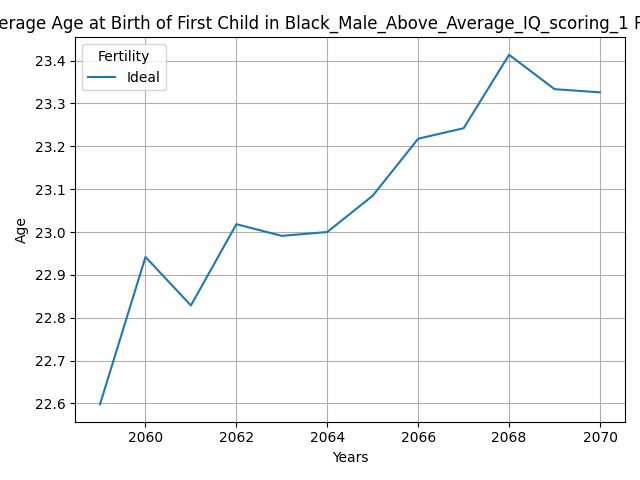 erage Age at Birth of First Child in Black_Male_Above_Average_IQ_scoring_1
Fertility
Ideal
23.4
23.3
23.2
23.1
23.0
22.9
22.8
22.7
22.6
Age
2060 2062 2064 2066 2068 2070
Years